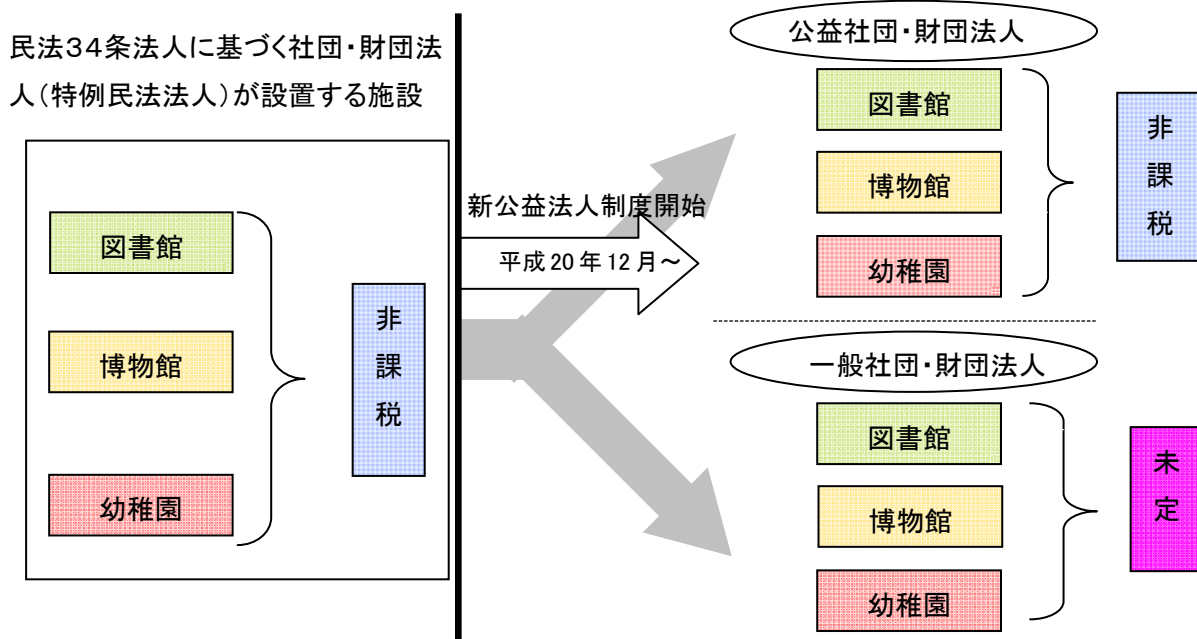 民法34条法人に基づく社団・財団法
人(特例民法法人)が設置する施設
図書館
博物館
幼稚園
非課税
新公益法人制度開始
平成20年12月～
公益社団・財団法人
図書館
博物館
幼稚園
非課税
一般社団・財団法人
図書館
博物館
幼稚園
未定